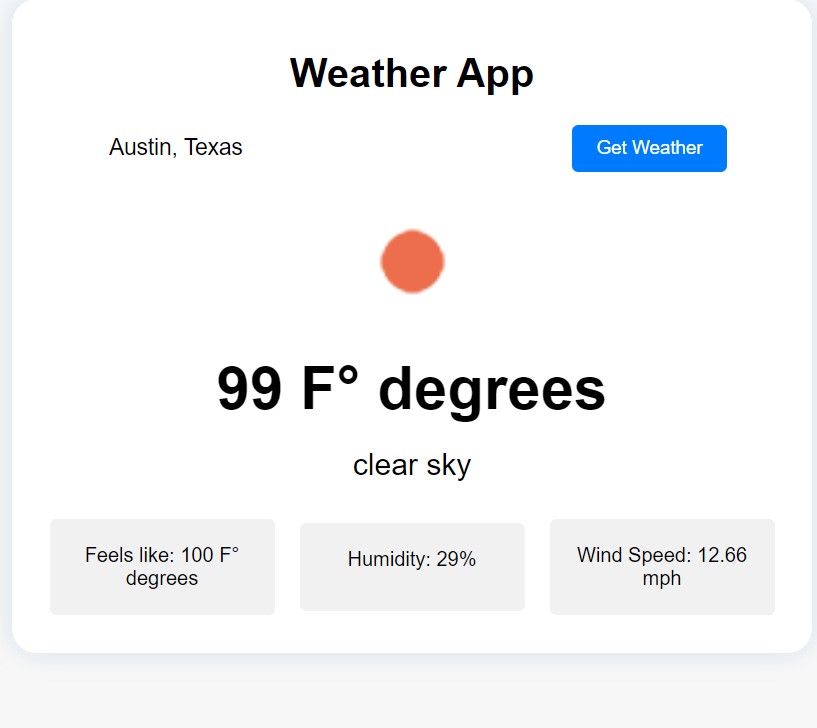 Weather App
Austin, Texas
Get Weather
99 F° degrees
clear sky
Feels like: 100 F°
degrees
Humidity: 29%
Wind Speed: 12.66
mph